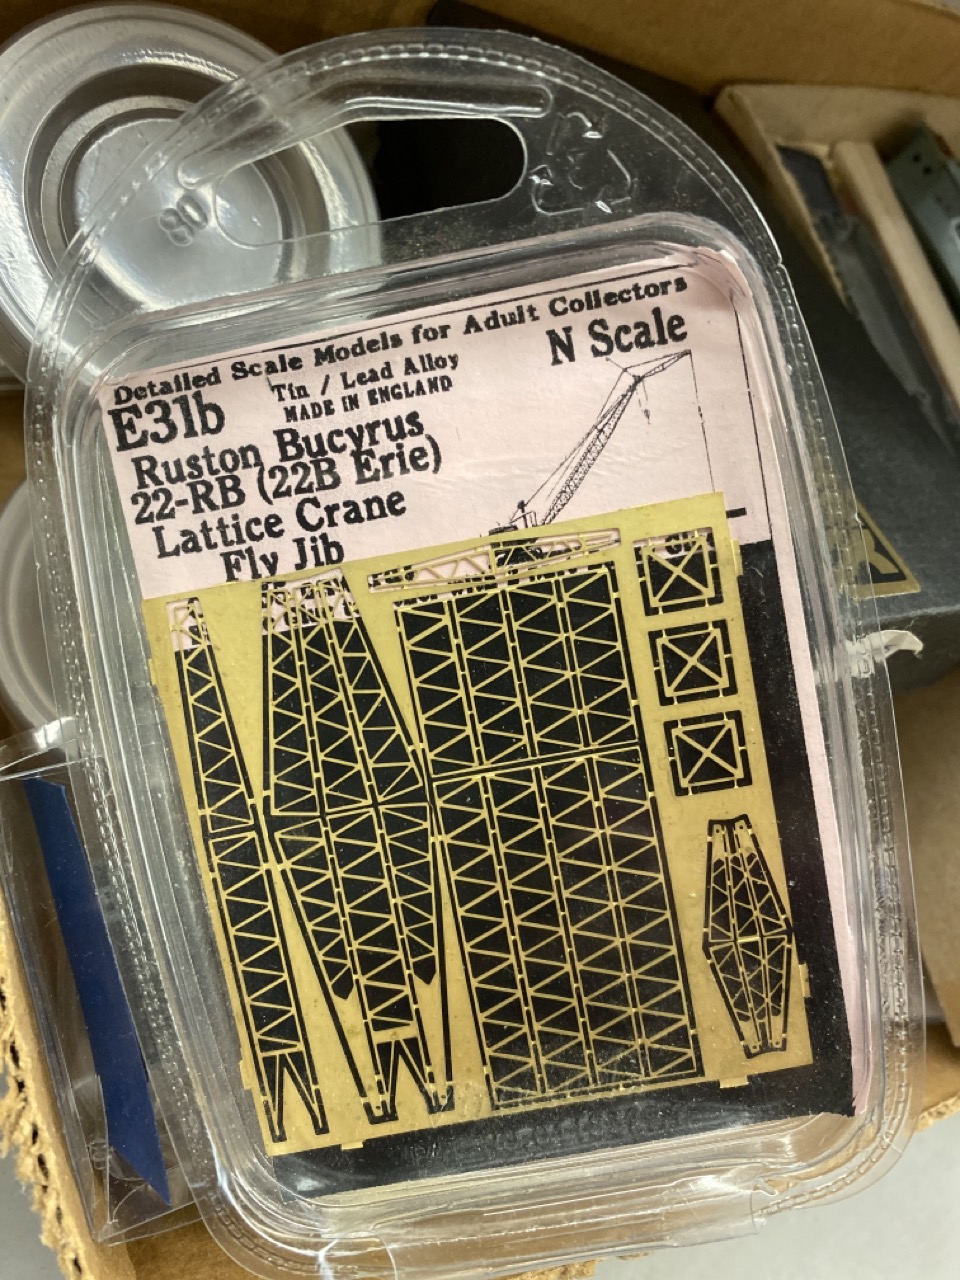 80
Detailed Scale Models for Adult Collectors
E31b
Tin / Lead Alloy
MADE IN ENGLAND
N Scale
Ruston Bucyrus
22-RB (22B Erie)
Lattice Crane
Fly Jib